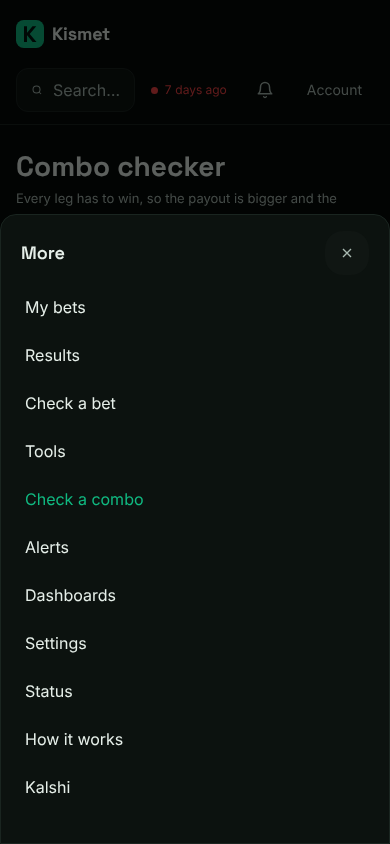 Kismet
Search...
7 days ago
Account
Combo checker
Every leg has to win, so the payout is bigger and the
More
My bets
Results
Check a bet
Tools
Check a combo
Alerts
Dashboards
Settings
Status
How it works
Kalshi